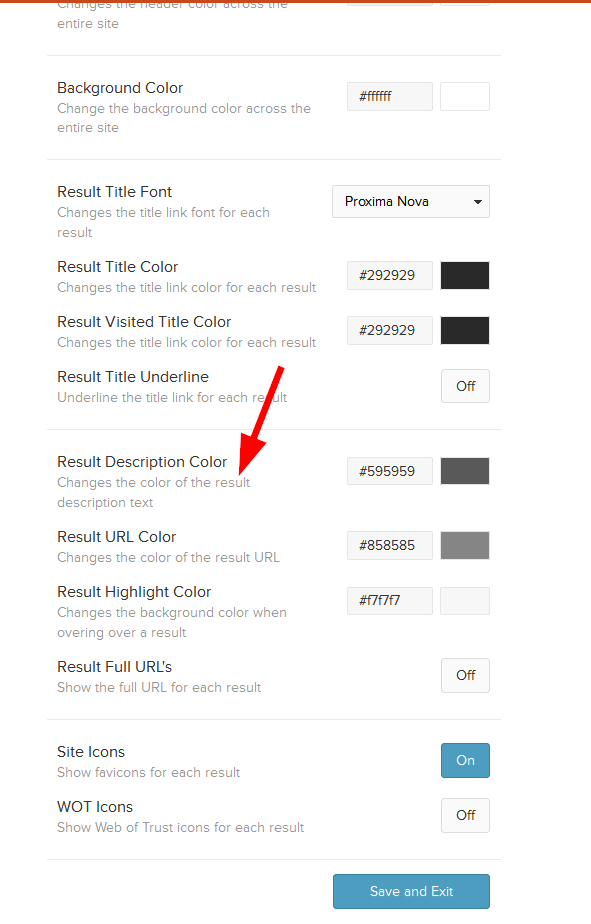 Changes the header color across the
entire site
Background Color
Change the background color across the
entire site
#ffffff
Result Title Font
Changes the title link font for each
result
Proxima Nova
Result Title Color
Changes the title link color for each result
#292929
Result Visited Title Color
Changes the title link color for each result
#292929
Result Title Underline
Underline the title link for each result
Off
Result Description Color
Changes the color of the result
description text
#595959
Result URL Color
Changes the color of the result URL
#858585
Result Highlight Color
Changes the background color when
overing over a result
#f7f7f7
Result Full URL's
Show the full URL for each result
Off
Site Icons
Show favicons for each result
On
WOT Icons
Show Web of Trust icons for each result
Off
Save and Exit